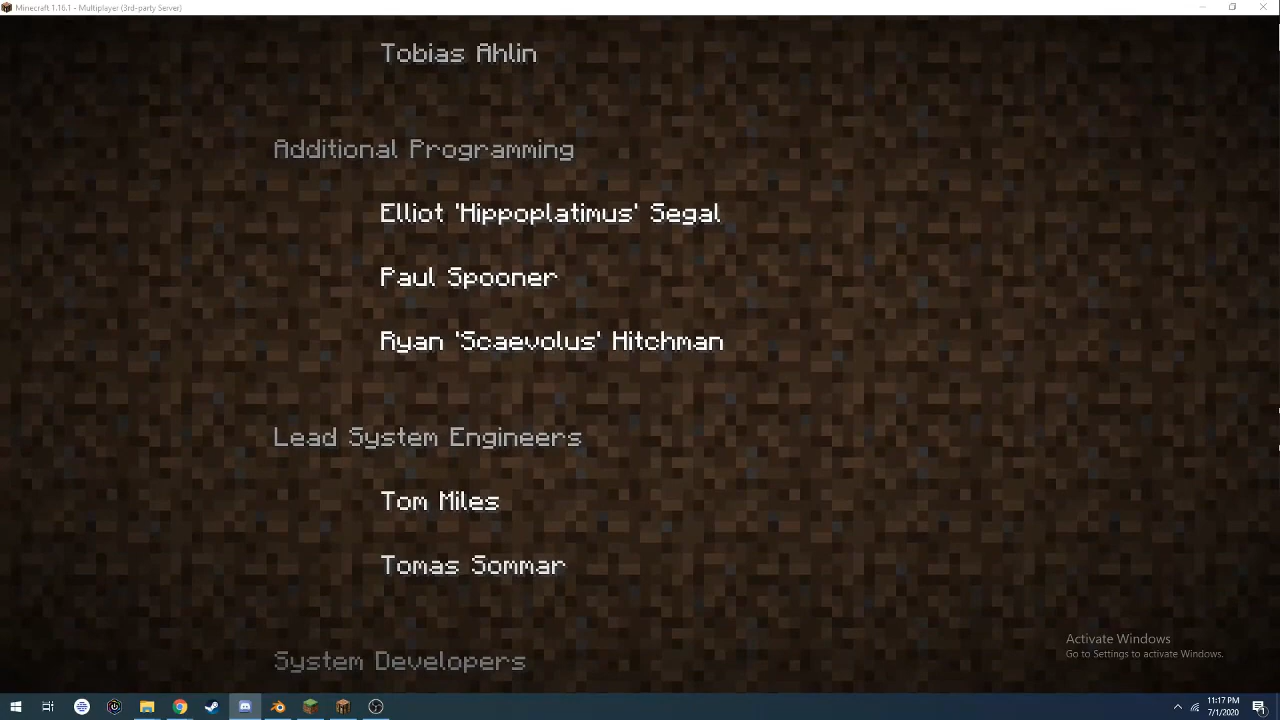 Minecraft 1.16.1 - Multiplayer (3rd-party Server)
Tobias Ahlin
Additional Programming
Elliot 'Hippoplatimus' Segal
Paul Spooner
Ryan 'Scaevolus' Hitchman
Lead System Engineers
Tom Miles
Tomas Sommar
System Developers
Activate Windows
Go to Settings to activate Windows.
11:17 PM
7/1/2020